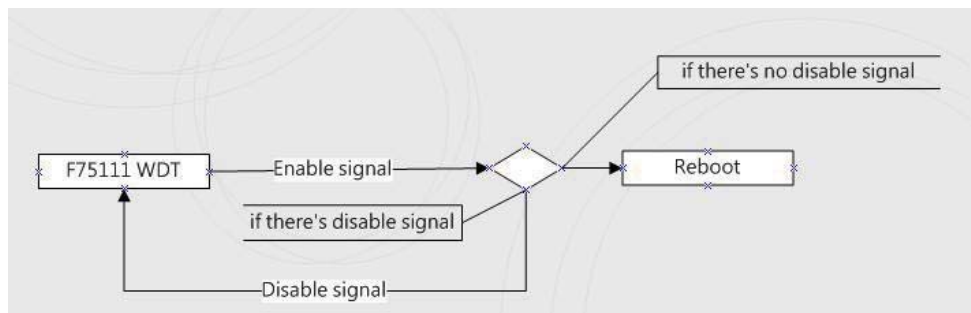 if there's no disable signal
F75111 WDT
Enable signal
Reboot
if there's disable signal
Disable signal